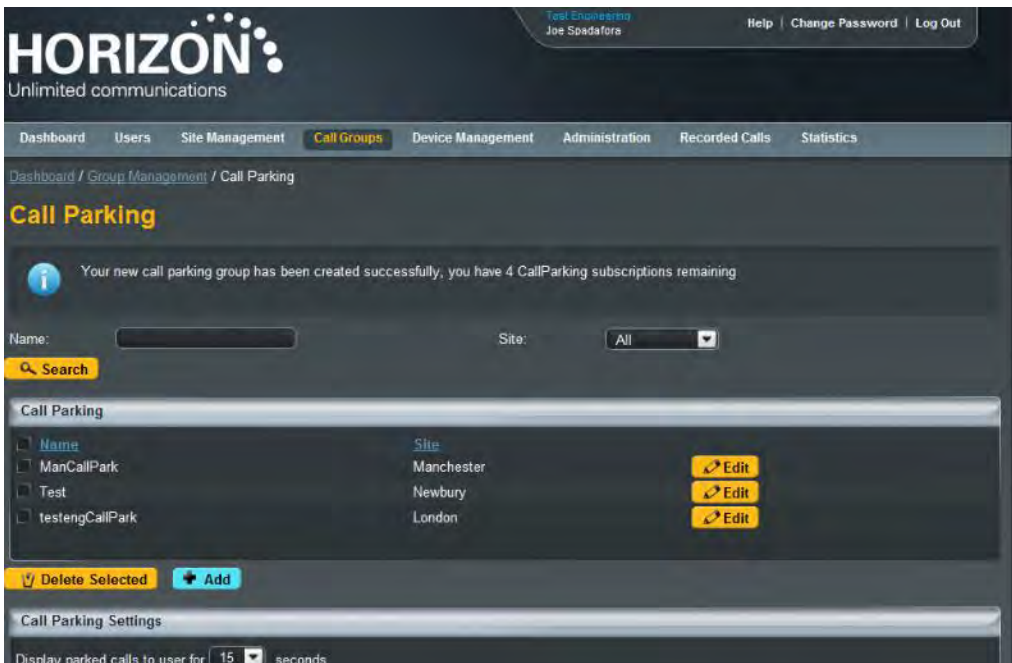 Test Engineering
Joe Spadafora
Help | Change Password | Log Out
HORIZON
Unlimited communications
Dashboard Users Site Management Call Groups Device Management Administration Recorded Calls Statistics
Dashboard / Group Management / Call Parking
Call Parking
Your new call parking group has been created successfully, you have 4 CallParking subscriptions remaining
Name: Site: All
Search
Call Parking
Name Site
ManCallPark Manchester Edit
Test Newbury Edit
testengCallPark London Edit
Delete Selected Add
Call Parking Settings
Display parked calls to user for 15 seconds